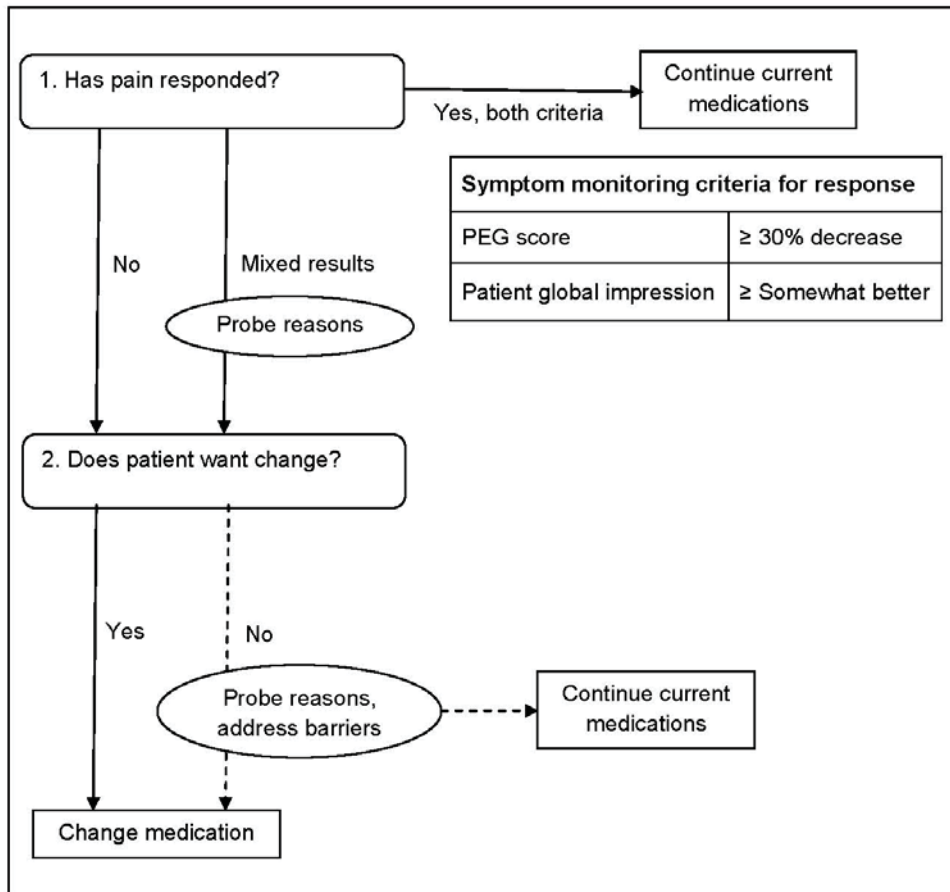 1. Has pain responded?
Continue current
medications
Yes, both criteria
Symptom monitoring criteria for response
PEG score
≥ 30% decrease
Patient global impression
≥ Somewhat better
No
Mixed results
Probe reasons
2. Does patient want change?
Yes
No
Probe reasons,
address barriers
Continue current
medications
Change medication